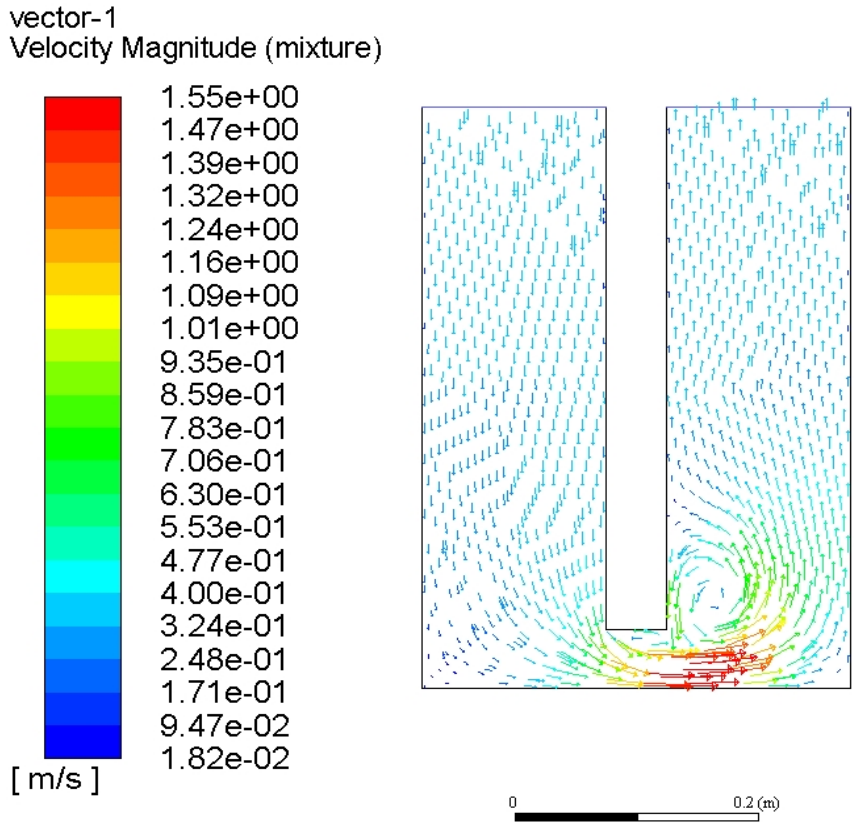 vector-1
Velocity Magnitude (mixture)
1.55e+00
1.47e+00
1.39e+00
1.32e+00
1.24e+00
1.16e+00
1.09e+00
1.01e+00
9.35e-01
8.59e-01
7.83e-01
7.06e-01
6.30e-01
5.53e-01
4.77e-01
4.00e-01
3.24e-01
2.48e-01
1.71e-01
9.47e-02
1.82e-02
[ m/s ]
0 0.2 (m)